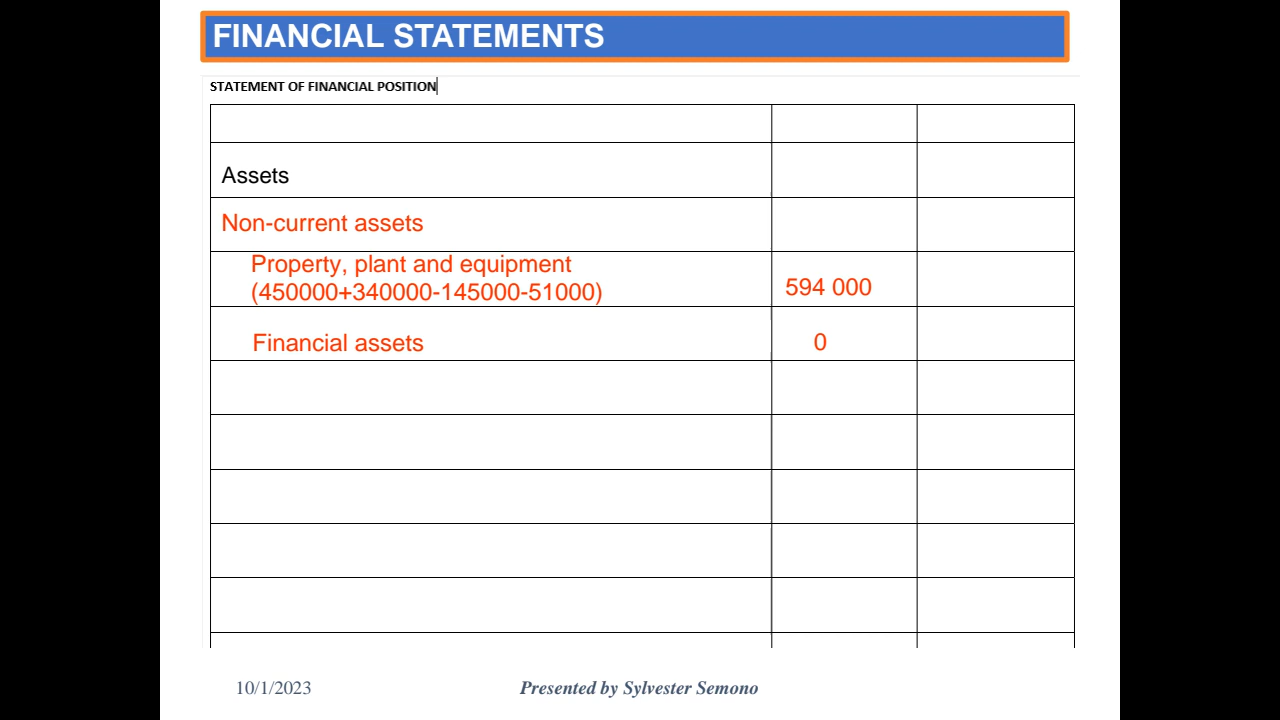 FINANCIAL STATEMENTS
STATEMENT OF FINANCIAL POSITION
Assets
Non-current assets
Property, plant and equipment
(450000+340000-145000-51000)
594 000
Financial assets
0
10/1/2023
Presented by Sylvester Semono